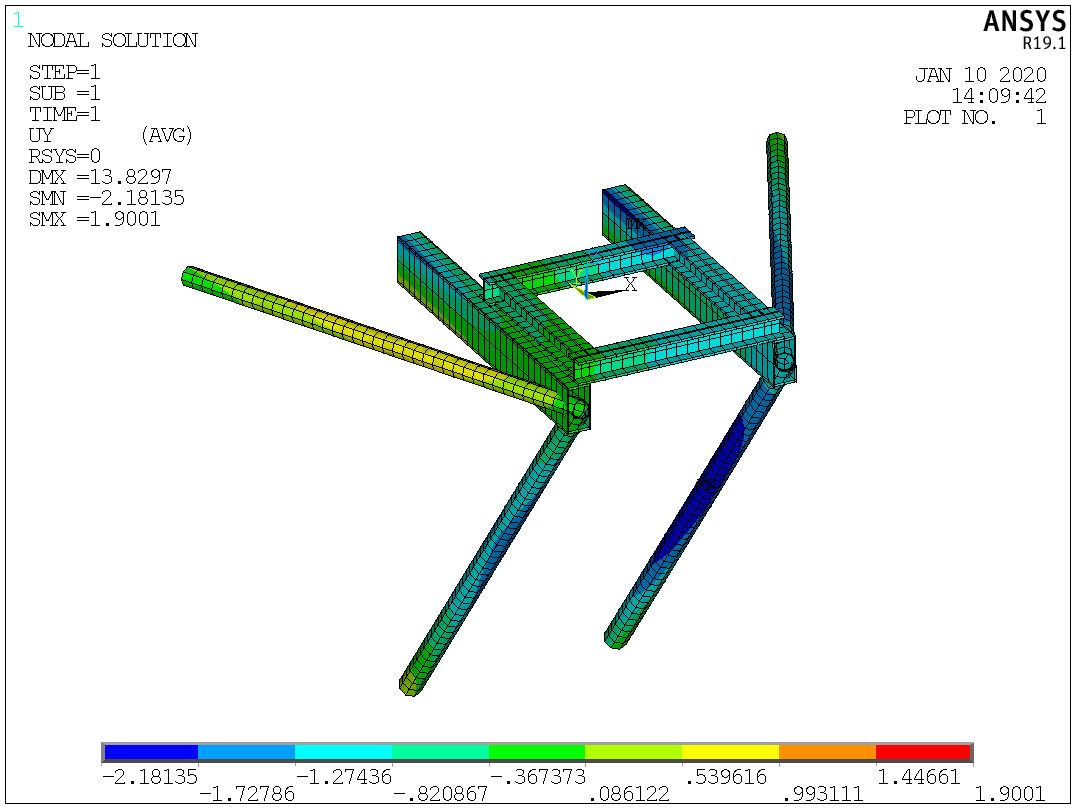 1
NODAL SOLUTION
STEP=1
SUB =1
TIME=1
UY (AVG)
RSYS=0
DMX =13.8297
SMN =-2.18135
SMX =1.9001
ANSYS
R19.1
JAN 10 2020
14:09:42
PLOT NO. 1
Y
X
-2.18135 -1.27436 -.367373 .539616 1.44661
-1.72786 -.820867 .086122 .993111 1.9001